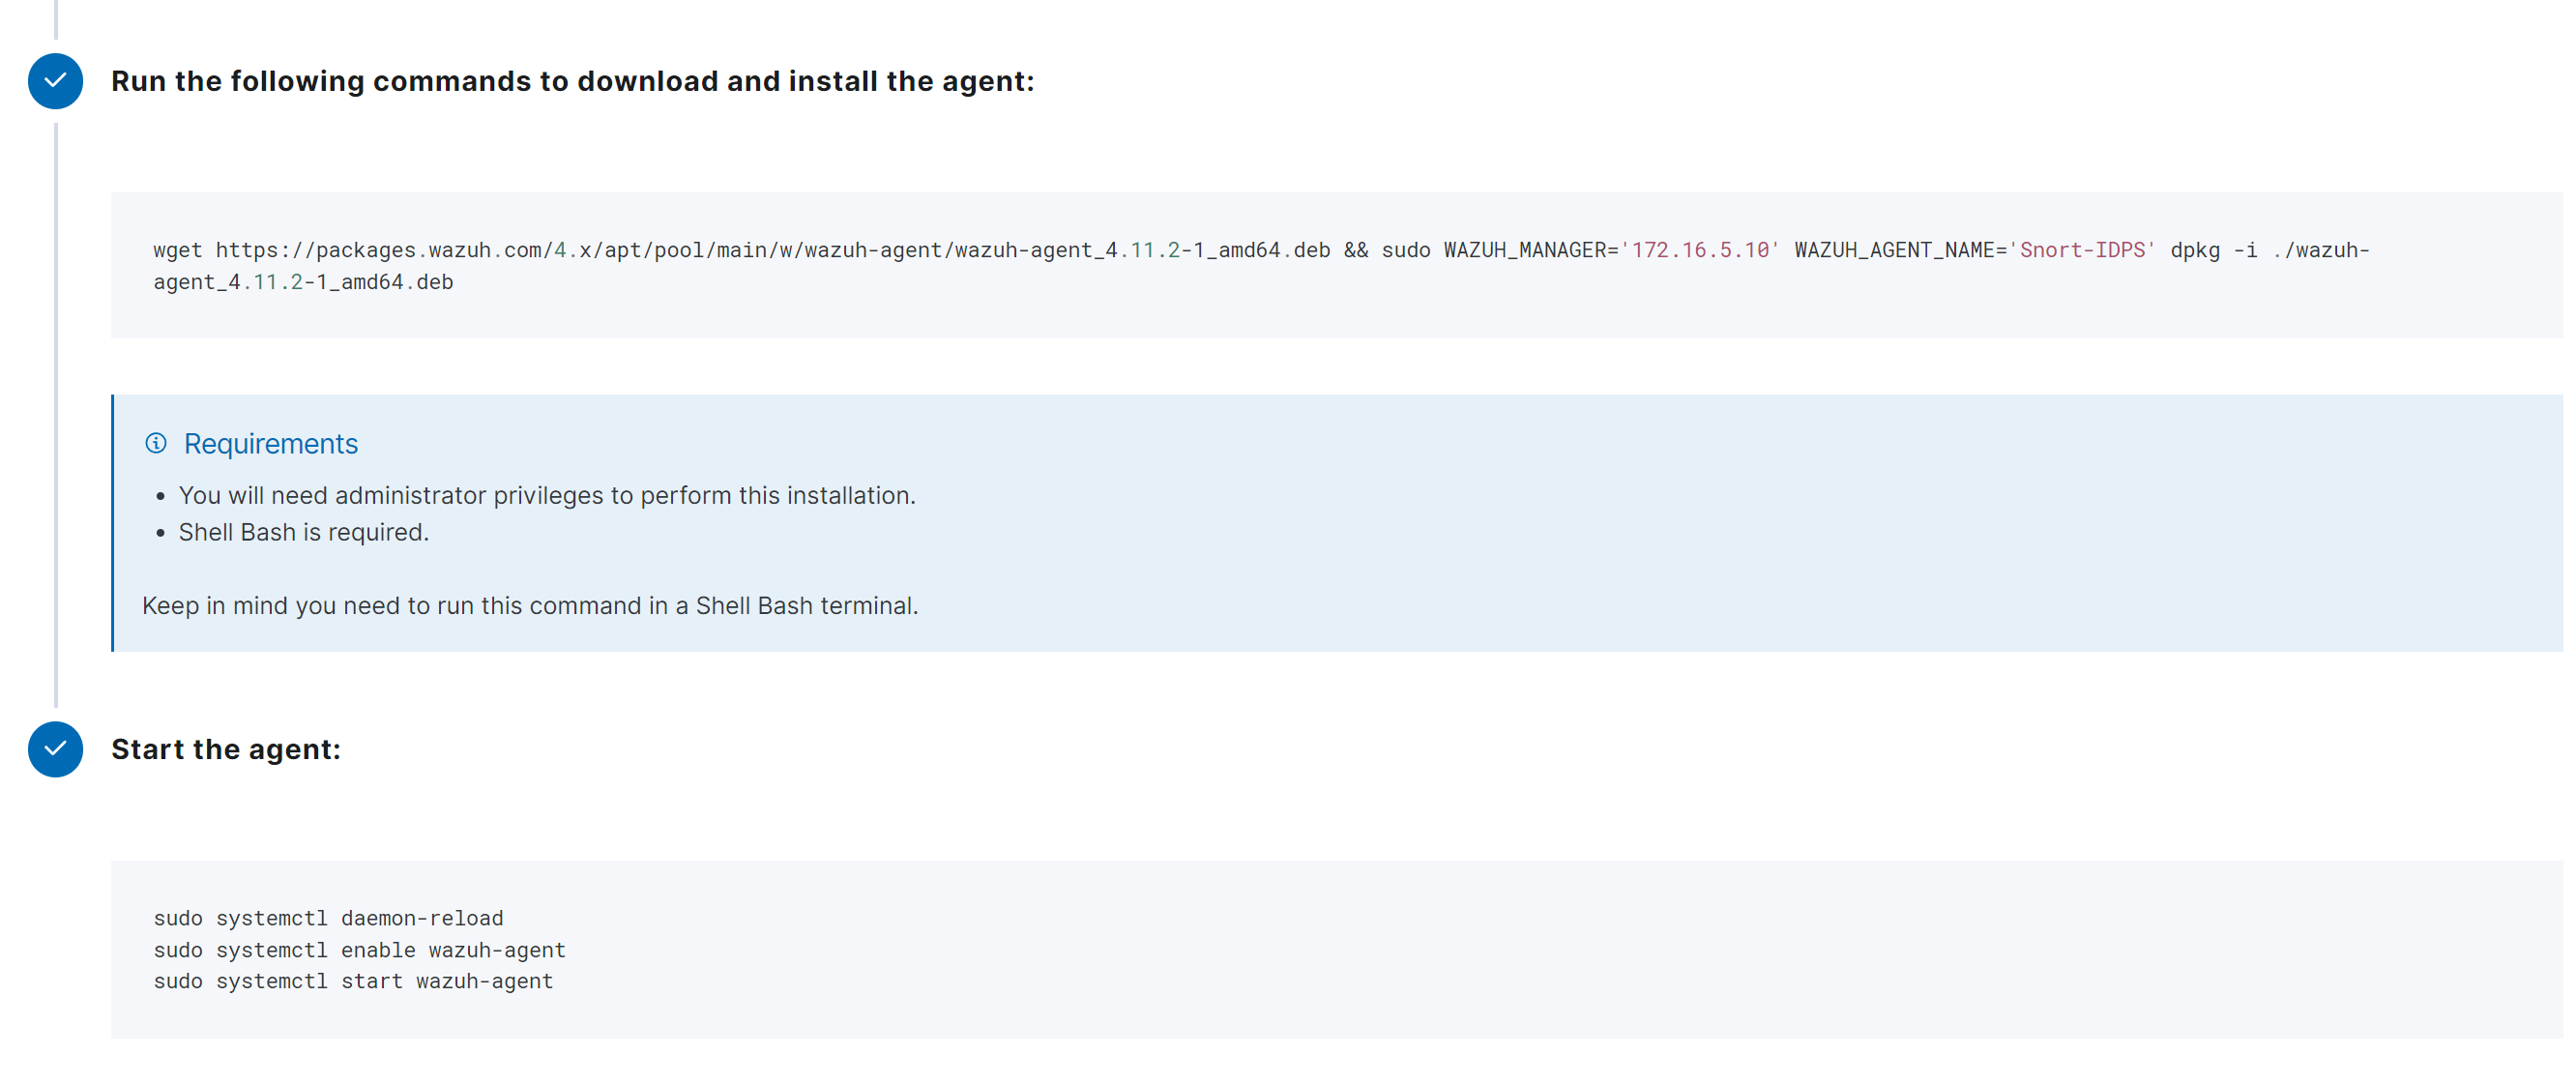 Run the following commands to download and install the agent:
wget https://packages.wazuh.com/4.x/apt/pool/main/w/wazuh-agent/wazuh-agent_4.11.2-1_amd64.deb && sudo WAZUH_MANAGER='172.16.5.10' WAZUH_AGENT_NAME='Snort-IDPS' dpkg -i ./wazuh-
agent_4.11.2-1_amd64.deb
Requirements
• You will need administrator privileges to perform this installation.
• Shell Bash is required.
Keep in mind you need to run this command in a Shell Bash terminal.
Start the agent:
sudo systemctl daemon-reload
sudo systemctl enable wazuh-agent
sudo systemctl start wazuh-agent